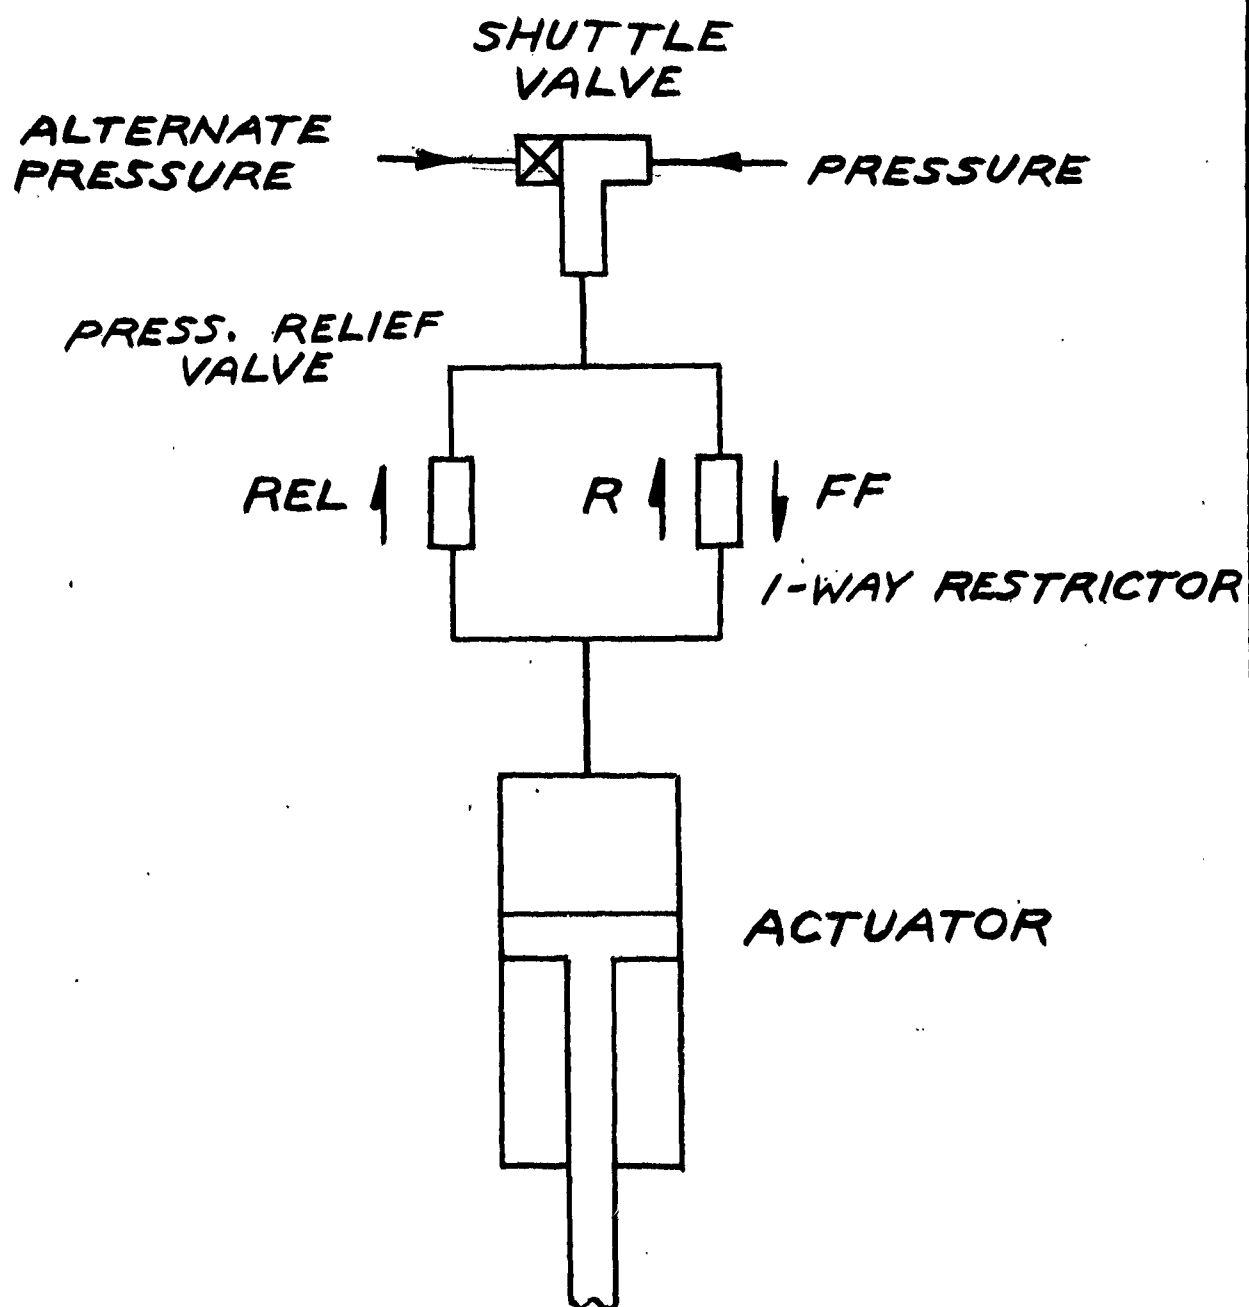 SHUTTLE
VALVE
ALTERNATE
PRESSURE
PRESSURE
PRESS. RELIEF
VALVE
REL
R
FF
1-WAY RESTRICTOR
ACTUATOR